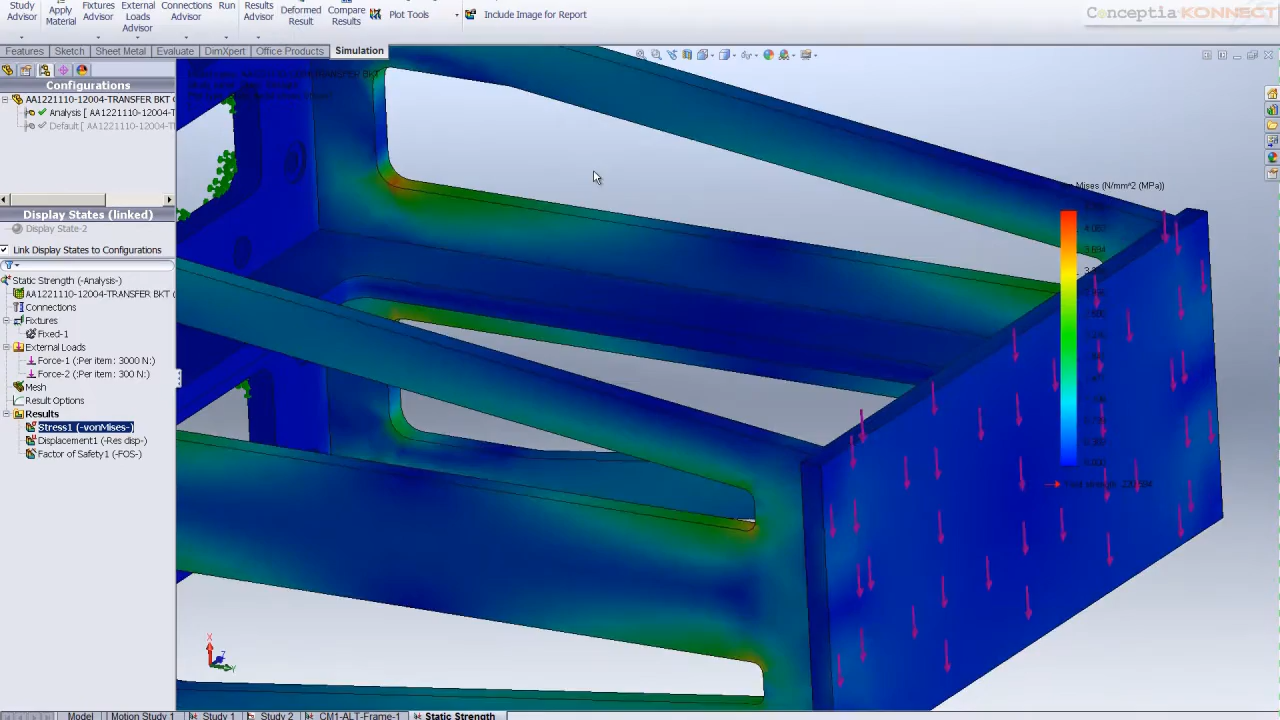 Study Advisor
Apply Material
Fixtures Advisor
External Loads Advisor
Connections Advisor
Run
Results Advisor
Deformed Result
Compare Results
Plot Tools
Include Image for Report
Conceptia KONNECT
Features
Sketch
Sheet Metal
Evaluate
DimXpert
Office Products
Simulation
Configurations
AA1221110-12004-TRANSFER BKT (
Analysis [ AA1221110-12004-T
Default [ AA1221110-12004-T
Display States (linked)
Display State-2
Link Display States to Configurations
Static Strength (-Analysis-)
AA1221110-12004-TRANSFER BKT (
Connections
Fixtures
Fixed-1
External Loads
Force-1 (:Per item: 3000 N:)
Force-2 (:Per item: 300 N:)
Mesh
Result Options
Results
Stress1 (-vonMises-)
Displacement1 (-Res disp-)
Factor of Safety1 (-FOS-)
Mises (N/mm^2 (MPa))
X
Z
Y
Model
Motion Study 1
Study 1
Study 2
CM1-ALT-Frame-1
Static Strength